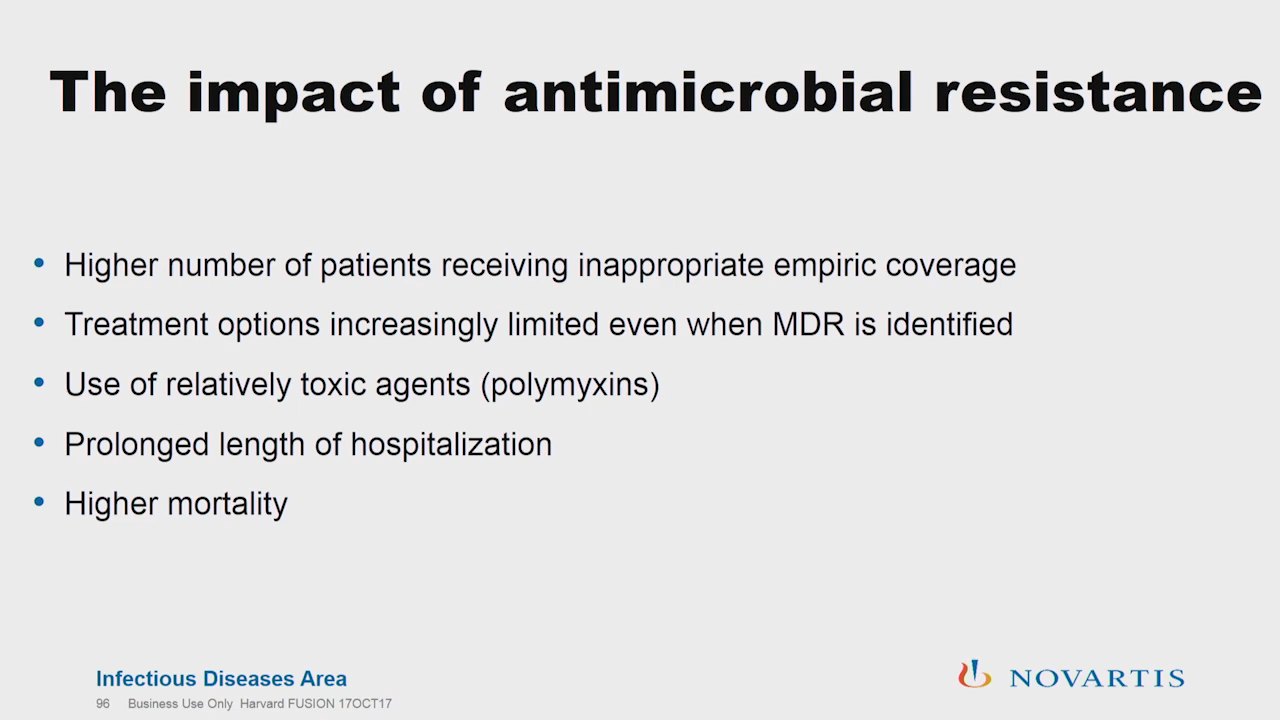 The impact of antimicrobial resistance
• Higher number of patients receiving inappropriate empiric coverage
• Treatment options increasingly limited even when MDR is identified
• Use of relatively toxic agents (polymyxins)
• Prolonged length of hospitalization
• Higher mortality
Infectious Diseases Area
96 Business Use Only Harvard FUSION 17OCT17
NOVARTIS